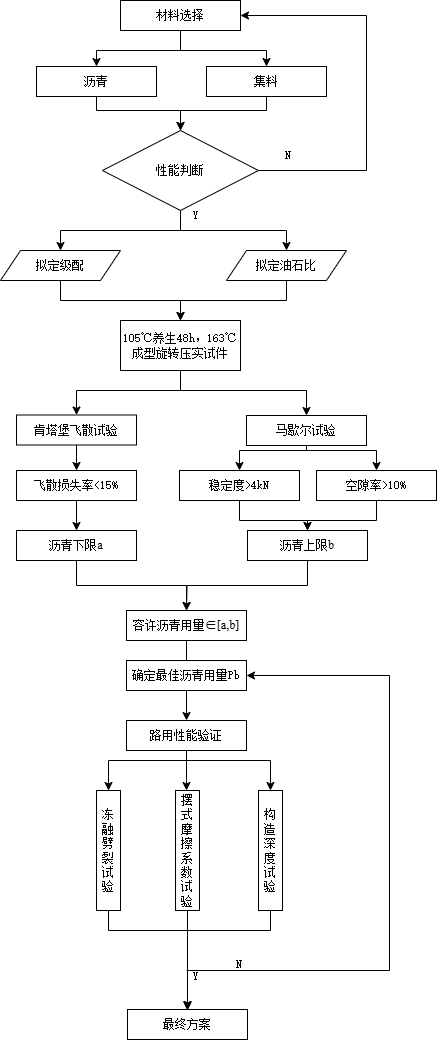 材料选择
沥青
集料
性能判断
N
Y
拟定级配
拟定油石比
105℃养生48h，163℃
成型旋转压实试件
肯塔堡飞散试验
马歇尔试验
飞散损失率<15%
稳定度>4kN
空隙率>10%
沥青下限a
沥青上限b
容许沥青用量∈[a,b]
确定最佳沥青用量Pb
路用性能验证
冻融劈裂试验
摆式摩擦系数试验
构造深度试验
N
Y
最终方案